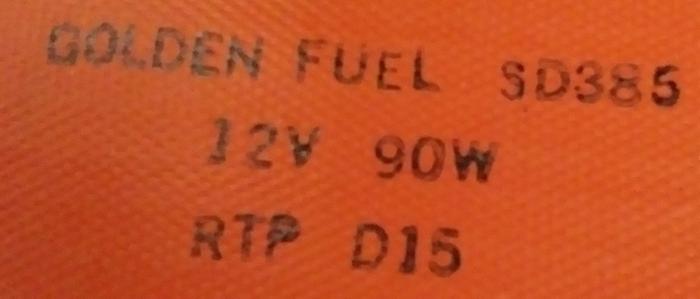 GOLDEN FUEL SD385
12V 90W
RTP D15